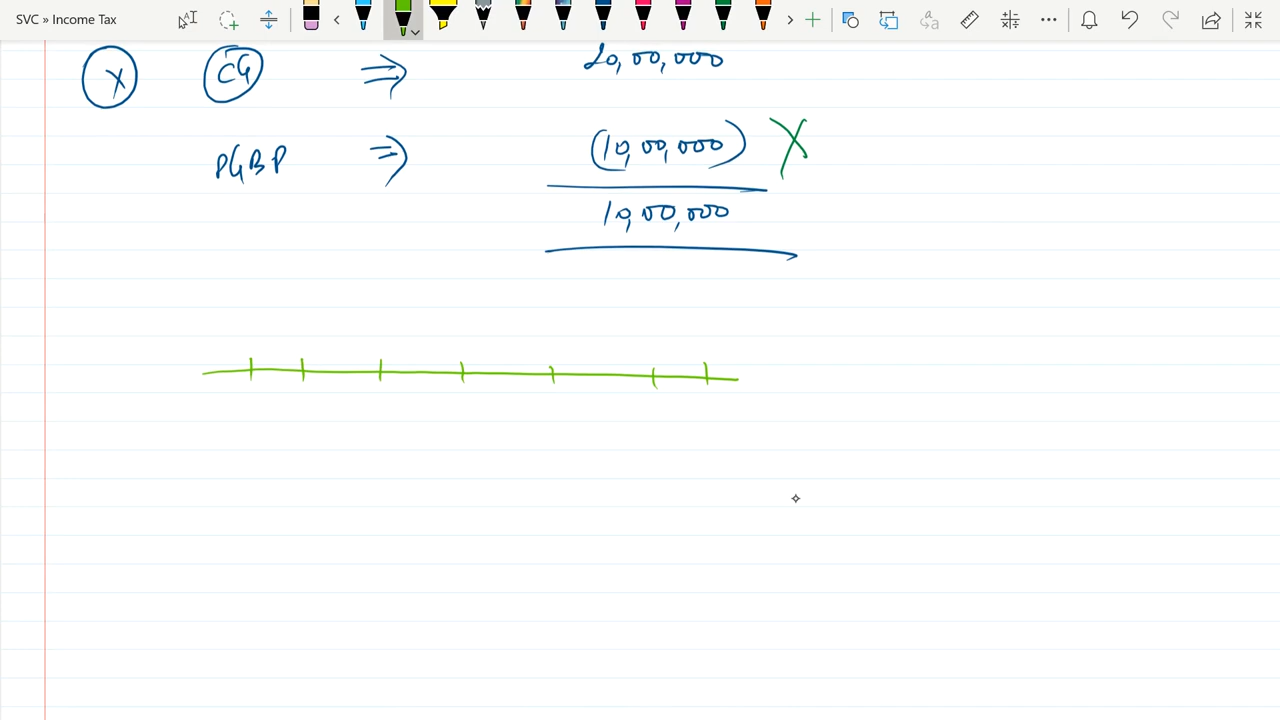 SVC » Income Tax
X CG ⇒ 20,00,000
PGBP ⇒ (10,00,000) X
10,00,000